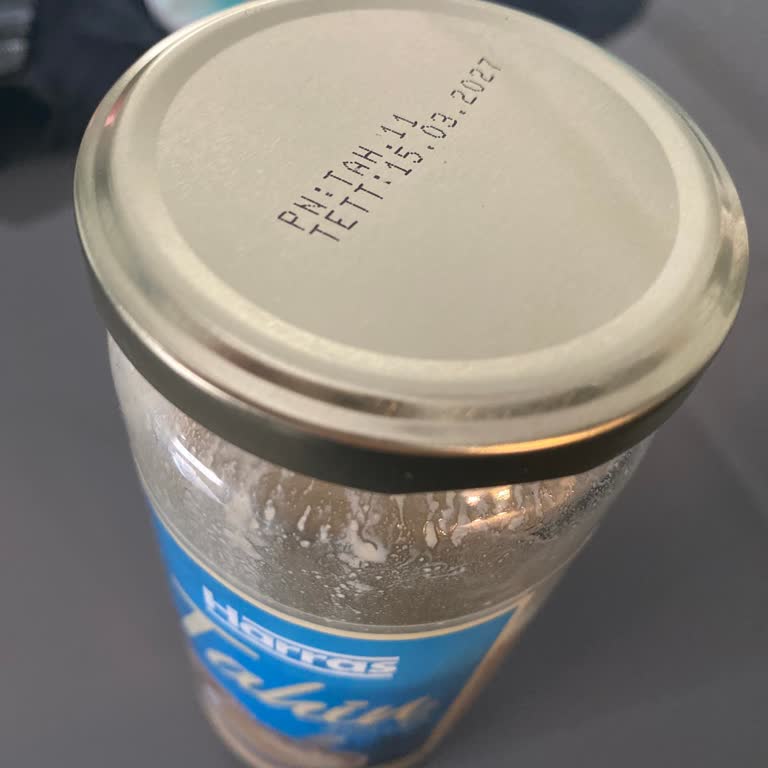 PN:TAH.11
TETT:15.03.2027
Harras
Tahin